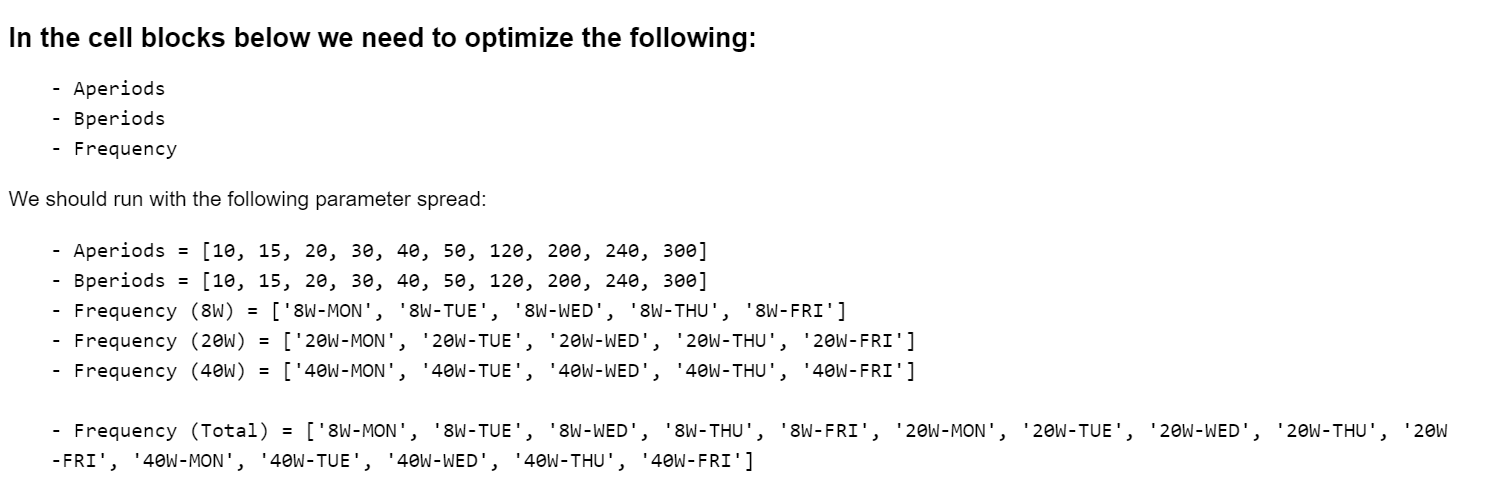 In the cell blocks below we need to optimize the following:
- Aperiods
- Bperiods
- Frequency
We should run with the following parameter spread:
- Aperiods = [10, 15, 20, 30, 40, 50, 120, 200, 240, 300]
- Bperiods = [10, 15, 20, 30, 40, 50, 120, 200, 240, 300]
- Frequency (8W) = ['8W-MON', '8W-TUE', '8W-WED', '8W-THU', '8W-FRI']
- Frequency (20W) = ['20W-MON', '20W-TUE', '20W-WED', '20W-THU', '20W-FRI']
- Frequency (40W) = ['40W-MON', '40W-TUE', '40W-WED', '40W-THU', '40W-FRI']
- Frequency (Total) = ['8W-MON', '8W-TUE', '8W-WED', '8W-THU', '8W-FRI', '20W-MON', '20W-TUE', '20W-WED', '20W-THU', '20W
-FRI', '40W-MON', '40W-TUE', '40W-WED', '40W-THU', '40W-FRI']